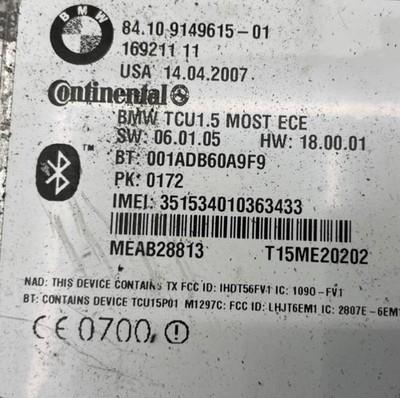 BMW
84.10 9149615-01
169211 11
USA 14.04.2007
Continental
BMW TCU1.5 MOST ECE
SW: 06.01.05 HW: 18.00.01
BT: 001ADB60A9F9
TM
PK: 0172
IMEI: 351534010363433
MEAB28813 T15ME20202
NAD: THIS DEVICE CONTAINS TX FCC ID: IHDT56FV1 IC: 1090-FV1
BT: CONTAINS DEVICE TCU15P01 M1297C: FCC ID: LHJT6EM1 IC: 2807E-6EM1
CE 0700